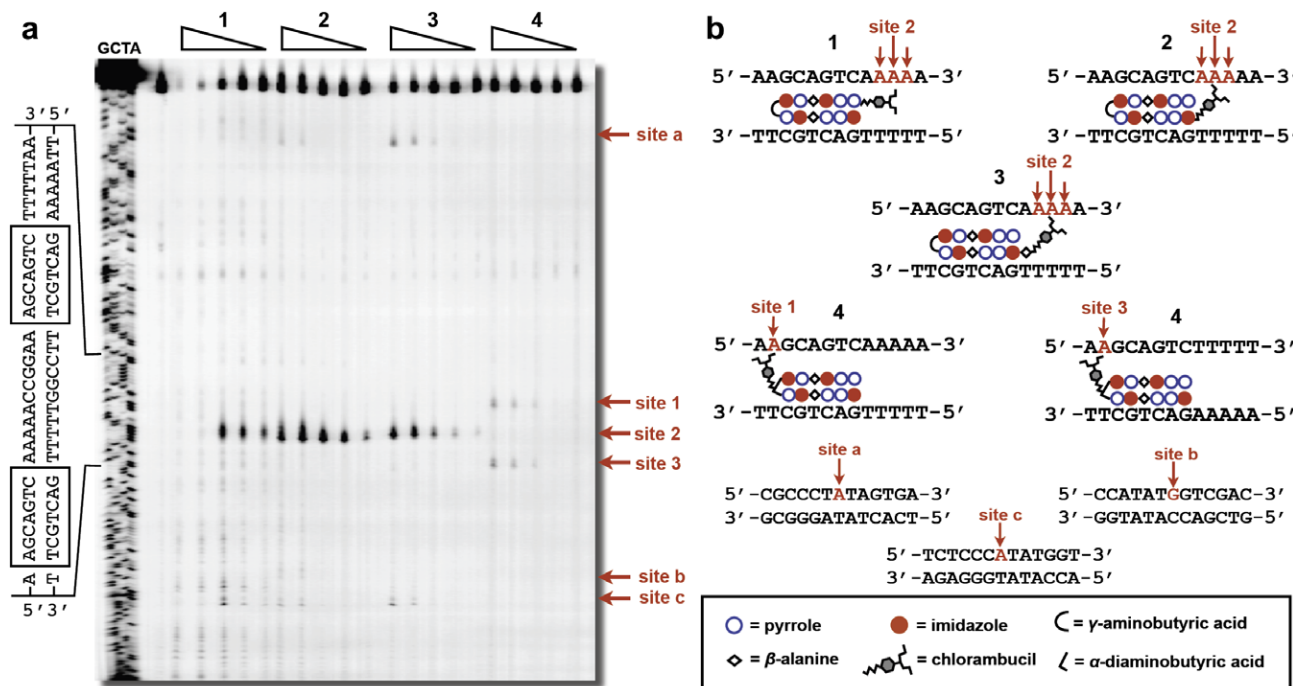 a
GCTA
1
2
3
4
3′ 5′
TTTTTAA–
AAAAATT–
AGCAGTC
TCGTCAG
AAAAACCGGAA
TTTTTGGCCTT
AGCAGTC
TCGTCAG
–A
–T
5′ 3′
site a
site 1
site 2
site 3
site b
site c
b
site 2
1
5′-AAGCAGTCAAAAA-3′
3′-TTCGTCAGTTTTT-5′
site 2
2
5′-AAGCAGTCAAAAA-3′
3′-TTCGTCAGTTTTT-5′
site 2
3
5′-AAGCAGTCAAAAA-3′
3′-TTCGTCAGTTTTT-5′
site 1
4
5′-AAGCAGTCAAAAA-3′
3′-TTCGTCAGTTTTT-5′
site 3
4
5′-AAGCAGTCTTTTT-3′
3′-TTCGTCAGAAAAA-5′
site a
5′-CGCCCTATAGTGA-3′
3′-GCGGGATATCACT-5′
site b
5′-CCATATGGTCGAC-3′
3′-GGTATACCAGCTG-5′
site c
5′-TCTCCCATATGGT-3′
3′-AGAGGGTATACCA-5′
= pyrrole
= imidazole
= γ-aminobutyric acid
= β-alanine
= chlorambucil
= α-diaminobutyric acid